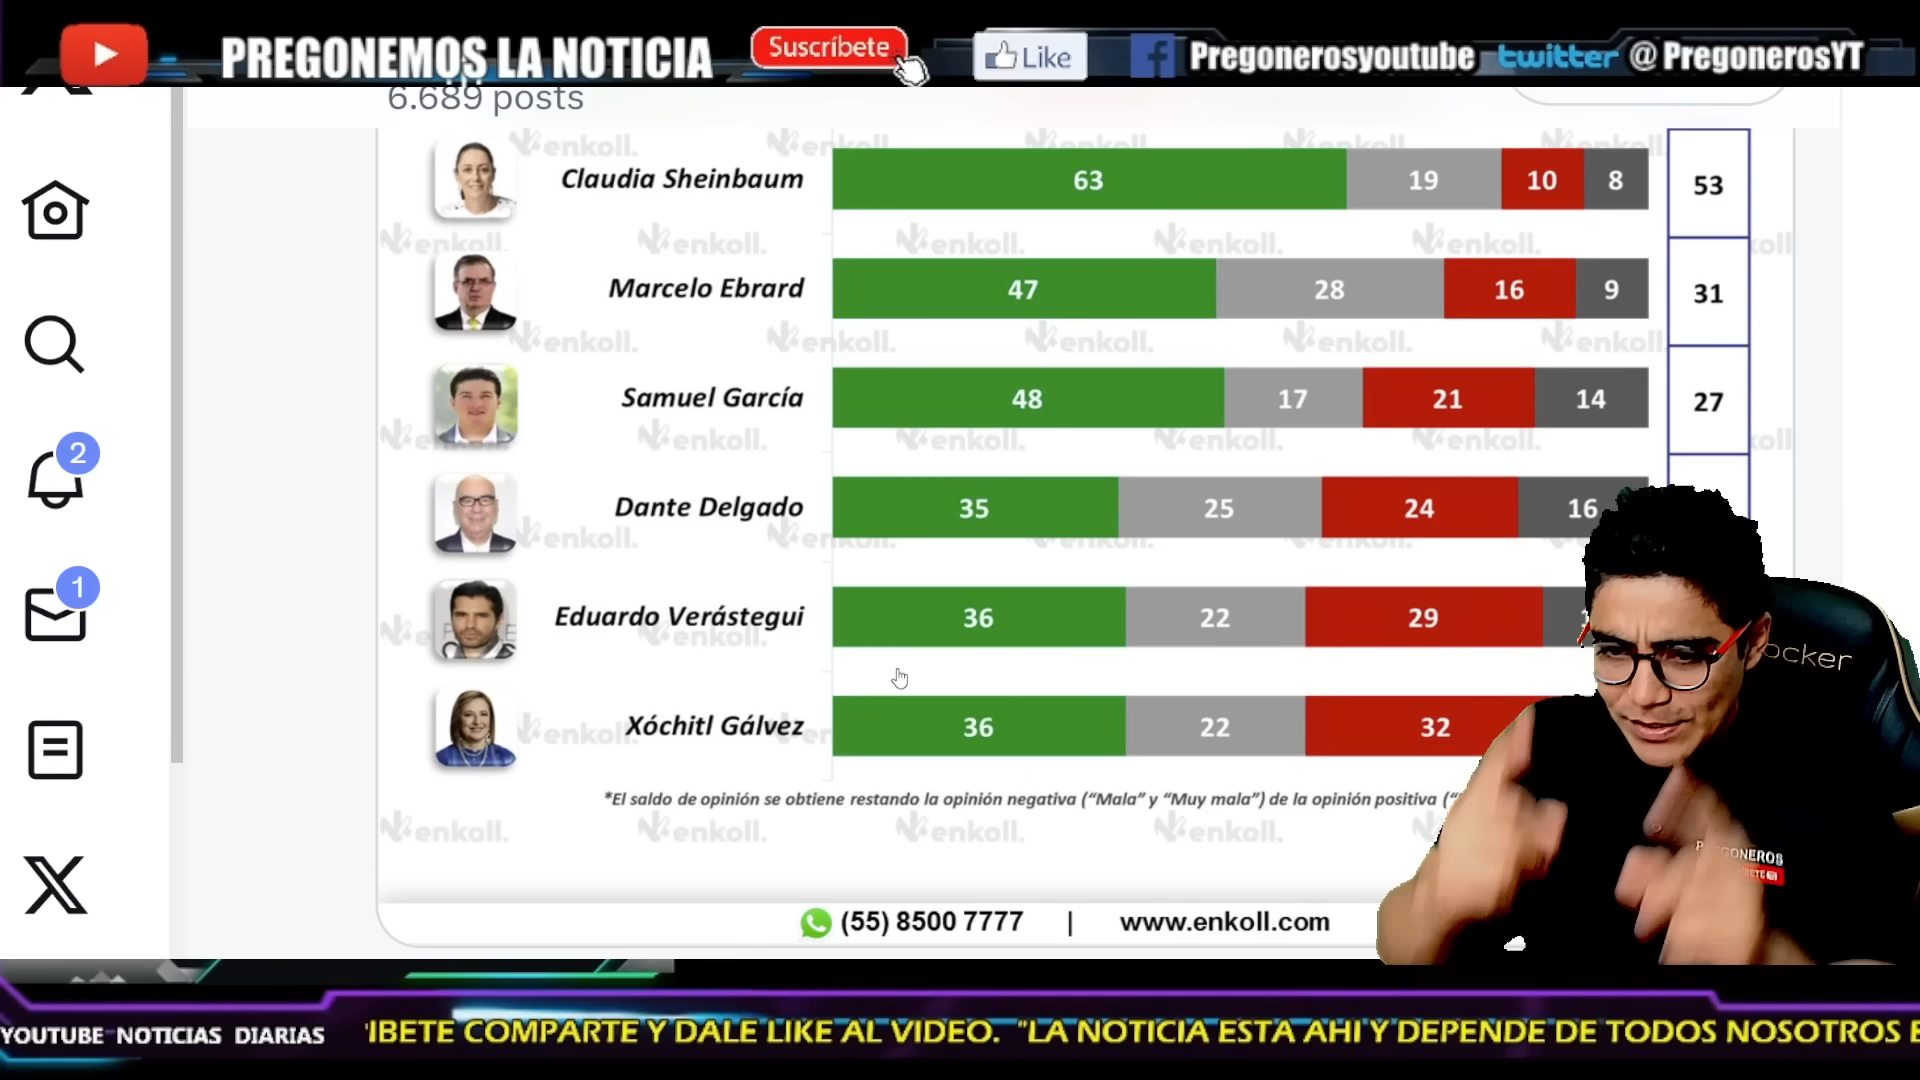 PREGONEMOS LA NOTICIA
Suscríbete
Like
Pregonerosyoutube
twitter @PregonerosYT
6.689 posts
Claudia Sheinbaum 63 19 10 8 53
Marcelo Ebrard 47 28 16 9 31
Samuel García 48 17 21 14 27
2
Dante Delgado 35 25 24 16
1
Eduardo Verástegui 36 22 29
Xóchitl Gálvez 36 22 32
*El saldo de opinión se obtiene restando la opinión negativa ("Mala" y "Muy mala") de la opinión positiva ("
enkoll.
ocker
(55) 8500 7777 | www.enkoll.com
YOUTUBE NOTICIAS DIARIAS
'IBETE COMPARTE Y DALE LIKE AL VIDEO. "LA NOTICIA ESTA AHI Y DEPENDE DE TODOS NOSOTROS E